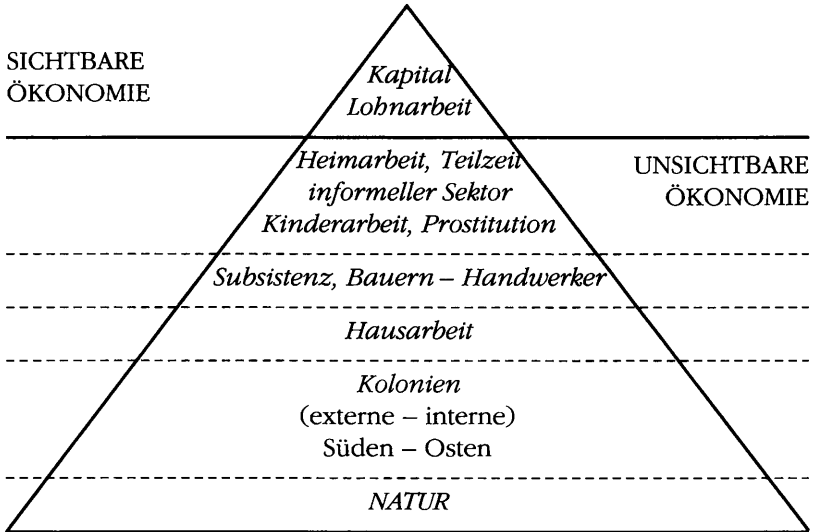 SICHTBARE
ÖKONOMIE
Kapital
Lohnarbeit
Heimarbeit, Teilzeit
informeller Sektor
Kinderarbeit, Prostitution
UNSICHTBARE
ÖKONOMIE
Subsistenz, Bauern – Handwerker
Hausarbeit
Kolonien
(externe – interne)
Süden – Osten
NATUR